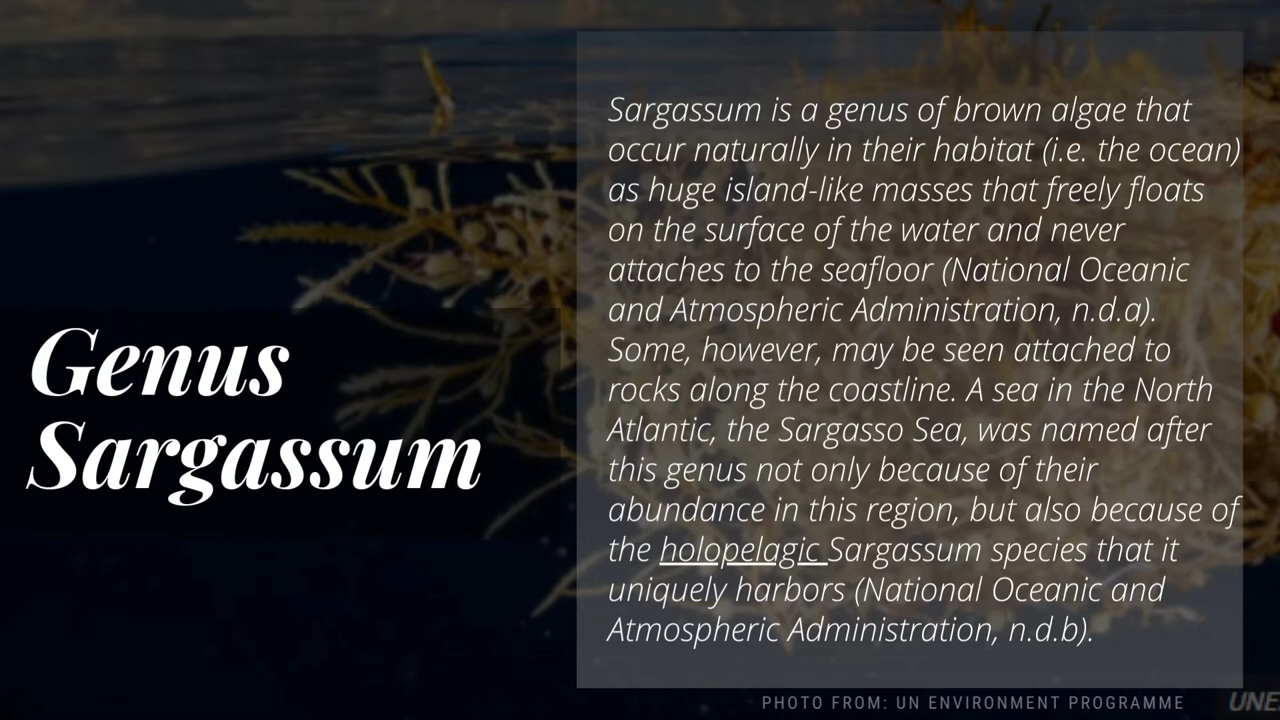 Genus
Sargassum
Sargassum is a genus of brown algae that
occur naturally in their habitat (i.e. the ocean)
as huge island-like masses that freely floats
on the surface of the water and never
attaches to the seafloor (National Oceanic
and Atmospheric Administration, n.d.a).
Some, however, may be seen attached to
rocks along the coastline. A sea in the North
Atlantic, the Sargasso Sea, was named after
this genus not only because of their
abundance in this region, but also because of
the holopelagic Sargassum species that it
uniquely harbors (National Oceanic and
Atmospheric Administration, n.d.b).
PHOTO FROM: UN ENVIRONMENT PROGRAMME